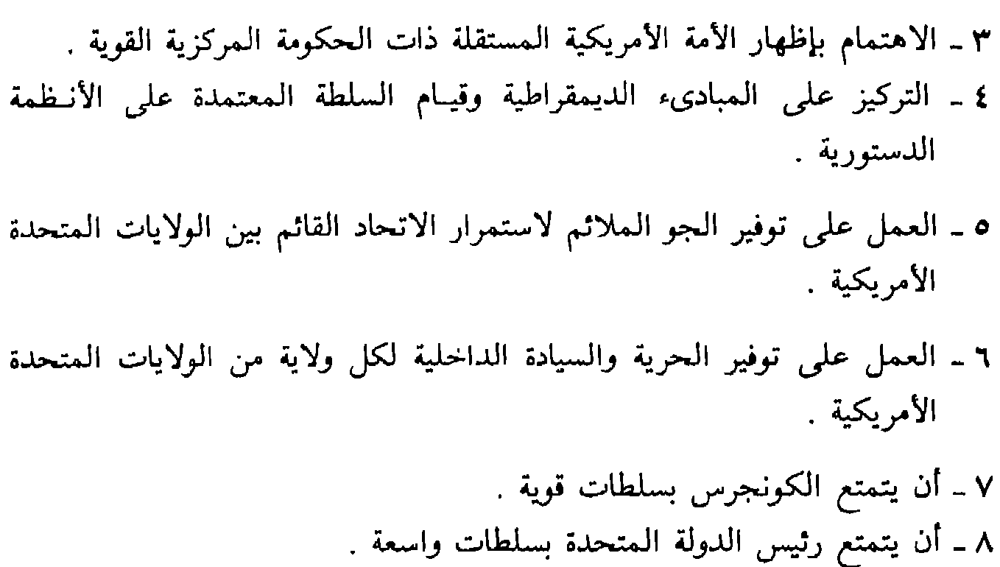 ٣ ـ الاهتمام بإظهار الأمة الأمريكية المستقلة ذات الحكومة المركزية القوية .
٤ ـ التركيز على المبادىء الديمقراطية وقيام السلطة المعتمدة على الأنظمة
الدستورية .
٥ ـ العمل على توفير الجو الملائم لاستمرار الاتحاد القائم بين الولايات المتحدة
الأمريكية .
٦ ـ العمل على توفير الحرية والسيادة الداخلية لكل ولاية من الولايات المتحدة
الأمريكية .
٧ ـ أن يتمتع الكونجرس بسلطات قوية .
٨ ـ أن يتمتع رئيس الدولة المتحدة بسلطات واسعة .